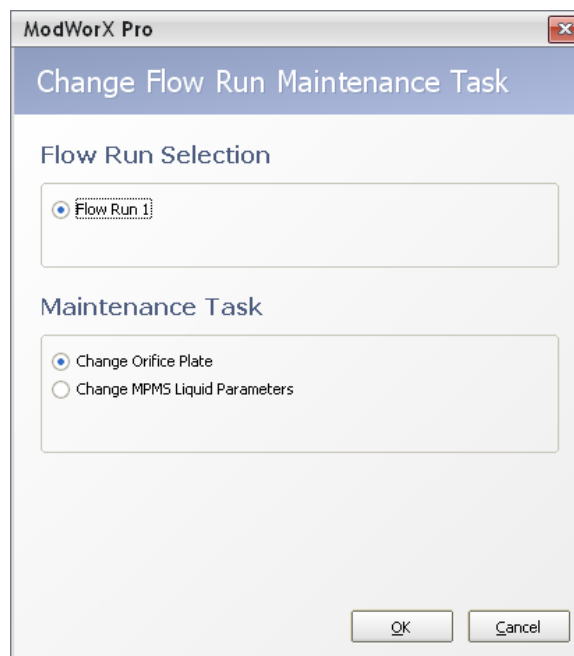 ModWorX Pro
Change Flow Run Maintenance Task
Flow Run Selection
Flow Run 1
Maintenance Task
Change Orifice Plate
Change MPMS Liquid Parameters
OK
Cancel